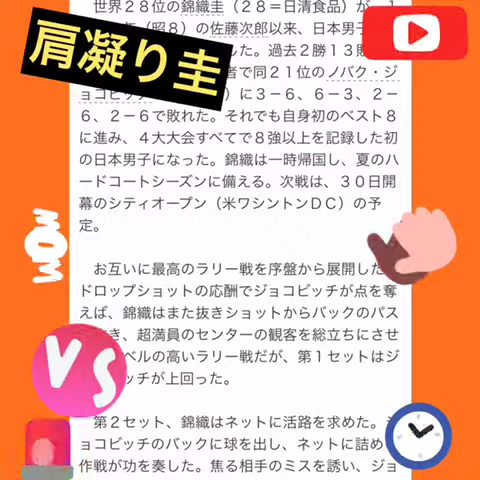 世界２８位の錦織圭（２８＝日清食品）が、１
肩凝り圭
（昭８）の佐藤次郎以来、日本男子
した。過去２勝１３敗
者で同２１位のノバク・ジ
ョコビッチ
）に３－６、６－３、２－
６、２－６で敗れた。それでも自身初のベスト８
に進み、４大大会すべてで８強以上を記録した初
の日本男子になった。錦織は一時帰国し、夏のハ
ードコートシーズンに備える。次戦は、３０日開
幕のシティオープン（米ワシントンＤＣ）の予
定。
MOM
お互いに最高のラリー戦を序盤から展開した
ドロップショットの応酬でジョコビッチが点を奪
えば、錦織はまた抜きショットからバックのパス
き、超満員のセンターの観客を総立ちにさせ
ベルの高いラリー戦だが、第１セットはジ
ッチが上回った。
VS
第２セット、錦織はネットに活路を求めた。
ョコビッチのバックに球を出し、ネットに詰め
作戦が功を奏した。焦る相手のミスを誘い、ジョ